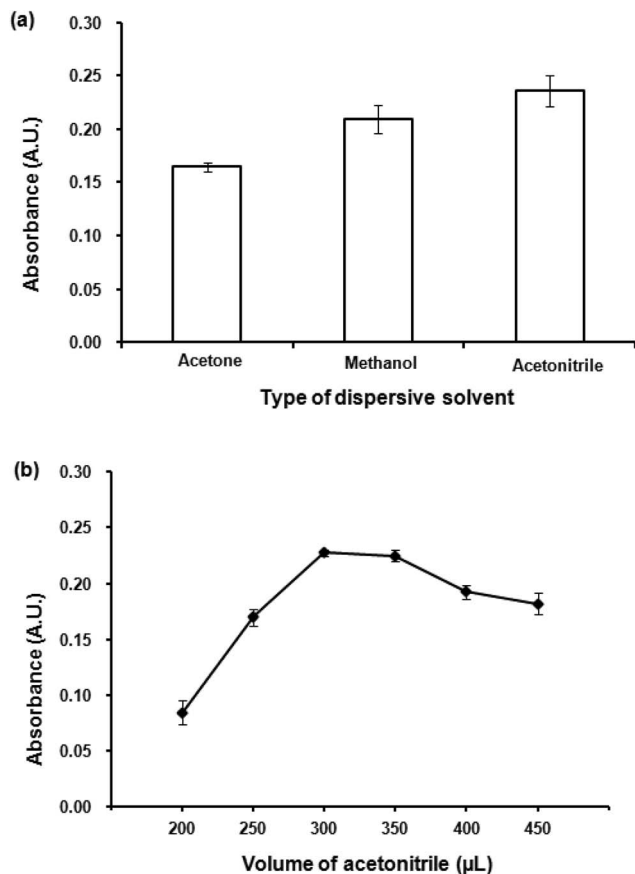 (a)
Absorbance (A.U.)
0.30
0.25
0.20
0.15
0.10
0.05
0.00
Acetone Methanol Acetonitrile
Type of dispersive solvent
(b)
Absorbance (A.U.)
0.30
0.25
0.20
0.15
0.10
0.05
0.00
200 250 300 350 400 450
Volume of acetonitrile (µL)